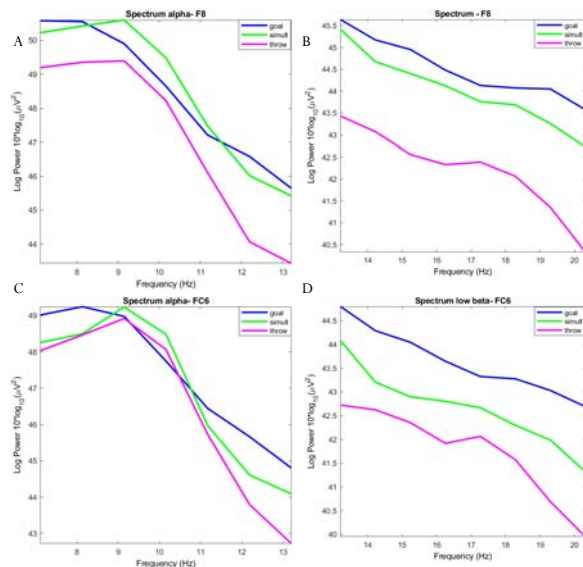 A
Spectrum alpha- F8
goal
simult
throw
Log Power 10*log10(μV2)
50
49
48
47
46
45
44
8
9
10
11
12
13
Frequency (Hz)
B
Spectrum - F8
goal
simult
throw
Log Power 10*log10(μV2)
45.5
45
44.5
44
43.5
43
42.5
42
41.5
41
40.5
14
15
16
17
18
19
20
Frequency (Hz)
C
Spectrum alpha- FC6
goal
simult
throw
Log Power 10*log10(μV2)
49
48
47
46
45
44
43
8
9
10
11
12
13
Frequency (Hz)
D
Spectrum low beta- FC6
goal
simult
throw
Log Power 10*log10(μV2)
44.5
44
43.5
43
42.5
42
41.5
41
40.5
40
14
15
16
17
18
19
20
Frequency (Hz)